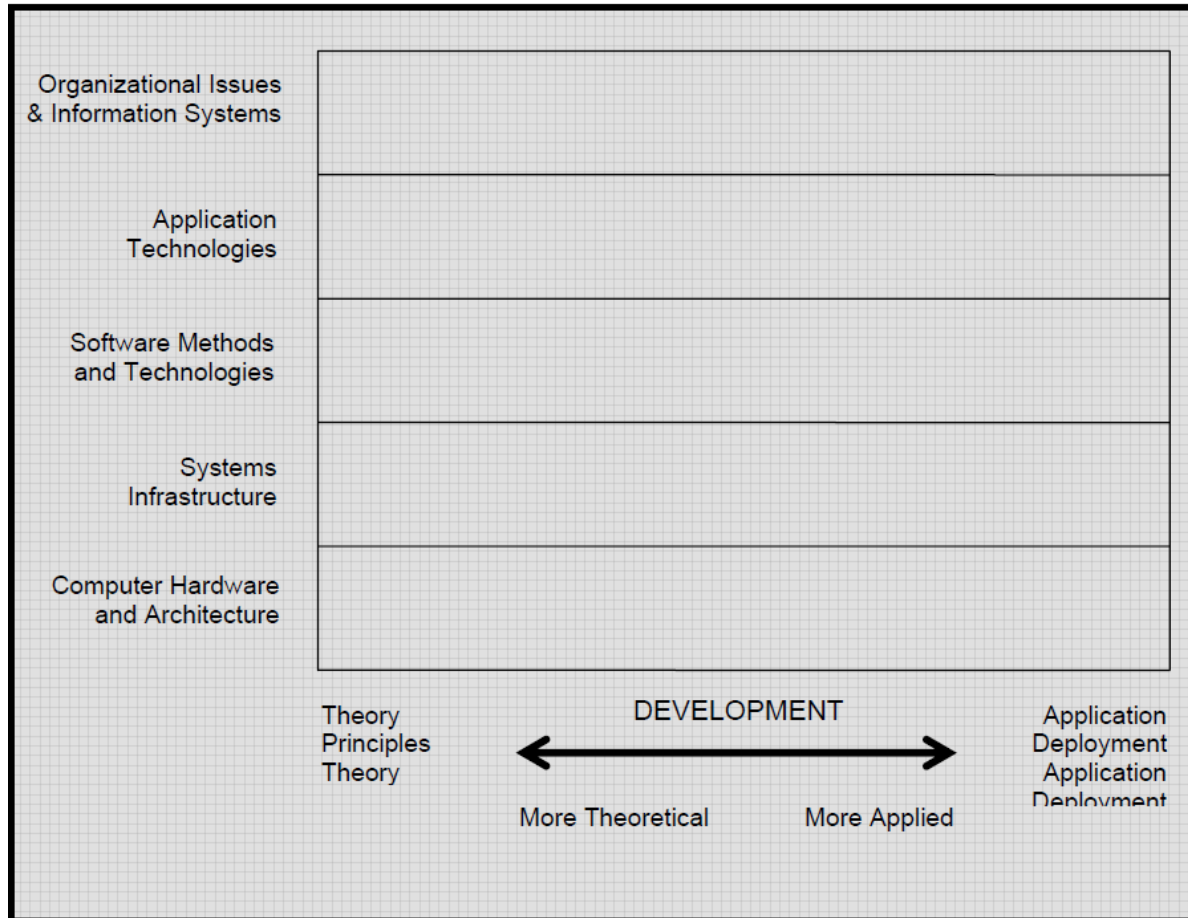 Organizational Issues
& Information Systems
Application
Technologies
Software Methods
and Technologies
Systems
Infrastructure
Computer Hardware
and Architecture
Theory
Principles
Theory
DEVELOPMENT
Application
Deployment
Application
Deployment
More Theoretical
More Applied